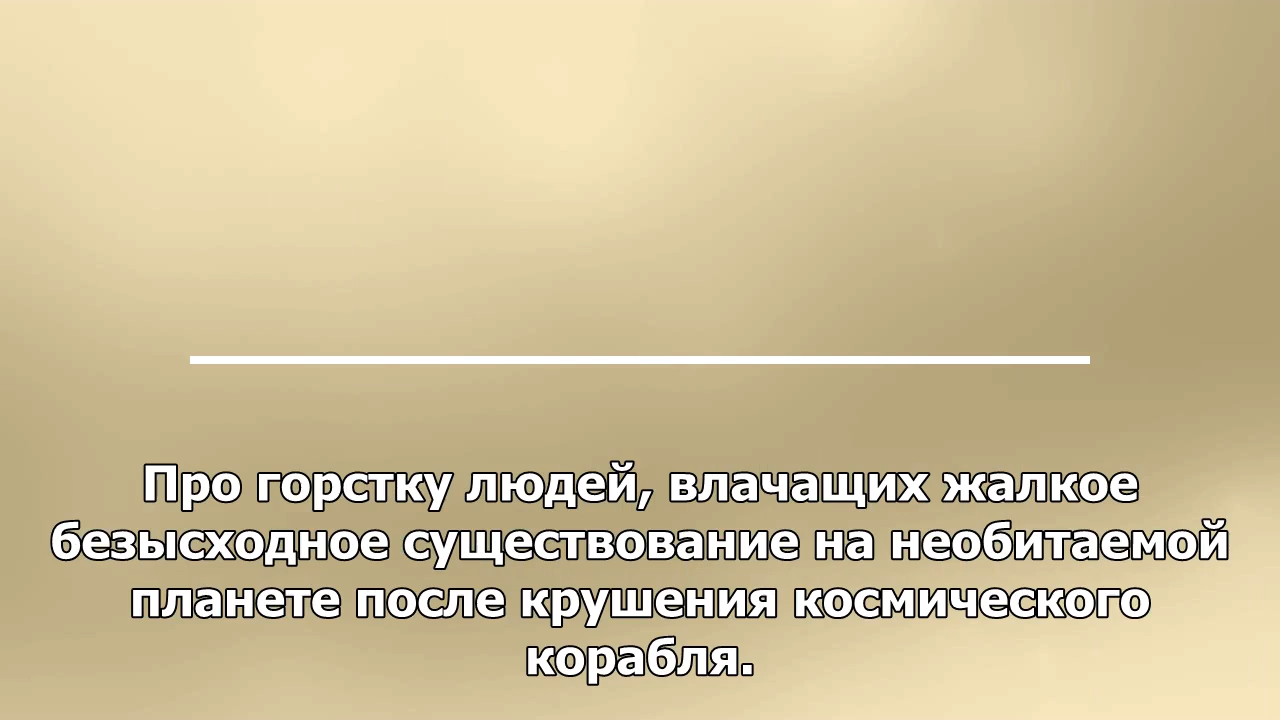 Про горстку людей, влачащих жалкое
безысходное существование на необитаемой
планете после крушения космического
корабля.